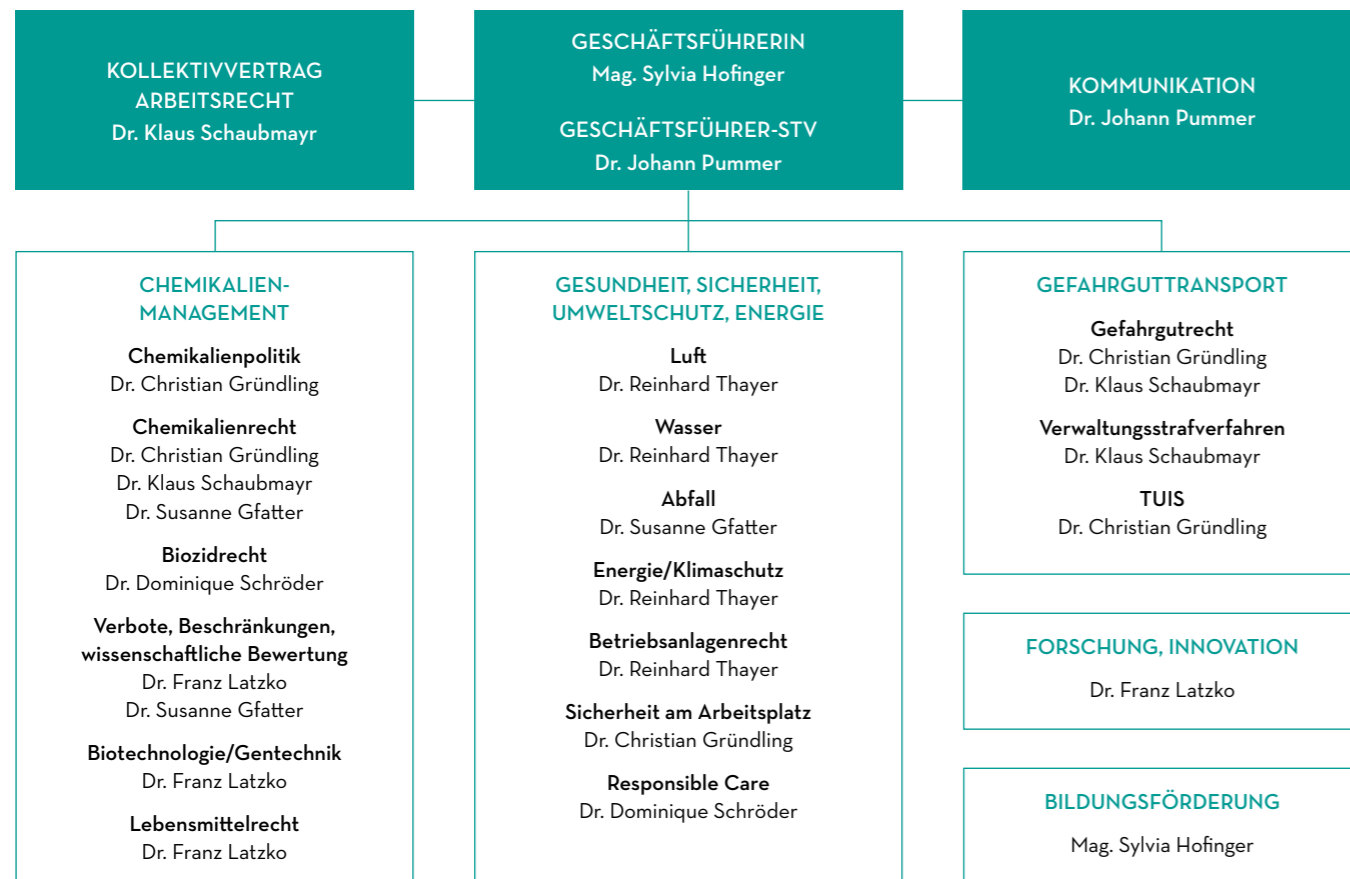 KOLLEKTIVVERTRAG
ARBEITSRECHT
Dr. Klaus Schaubmayr
GESCHÄFTSFÜHRERIN
Mag. Sylvia Hofinger
GESCHÄFTSFÜHRER-STV
Dr. Johann Pummer
KOMMUNIKATION
Dr. Johann Pummer
CHEMIKALIEN-
MANAGEMENT
Chemikalienpolitik
Dr. Christian Gründling
Chemikalienrecht
Dr. Christian Gründling
Dr. Klaus Schaubmayr
Dr. Susanne Gfatter
Biozidrecht
Dr. Dominique Schröder
Verbote, Beschränkungen,
wissenschaftliche Bewertung
Dr. Franz Latzko
Dr. Susanne Gfatter
Biotechnologie/Gentechnik
Dr. Franz Latzko
Lebensmittelrecht
Dr. Franz Latzko
GESUNDHEIT, SICHERHEIT,
UMWELTSCHUTZ, ENERGIE
Luft
Dr. Reinhard Thayer
Wasser
Dr. Reinhard Thayer
Abfall
Dr. Susanne Gfatter
Energie/Klimaschutz
Dr. Reinhard Thayer
Betriebsanlagenrecht
Dr. Reinhard Thayer
Sicherheit am Arbeitsplatz
Dr. Christian Gründling
Responsible Care
Dr. Dominique Schröder
GEFAHRGUTTRANSPORT
Gefahrgutrecht
Dr. Christian Gründling
Dr. Klaus Schaubmayr
Verwaltungsstrafverfahren
Dr. Klaus Schaubmayr
TUIS
Dr. Christian Gründling
FORSCHUNG, INNOVATION
Dr. Franz Latzko
BILDUNGSFÖRDERUNG
Mag. Sylvia Hofinger